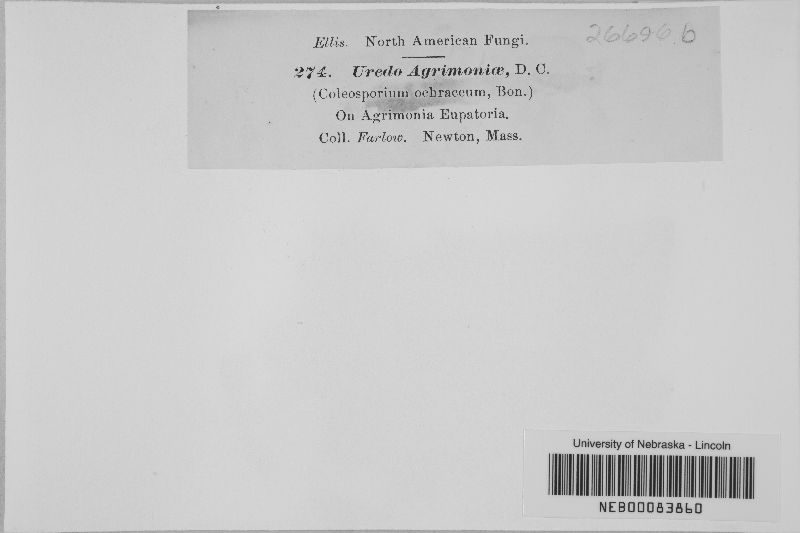 Ellis. North American Fungi.
26696 b
274. Uredo Agrimoniæ, D. C.
(Coleosporium ochraceum, Bon.)
On Agrimonia Eupatoria.
Coll. Farlow. Newton, Mass.
University of Nebraska - Lincoln
NEB00083860